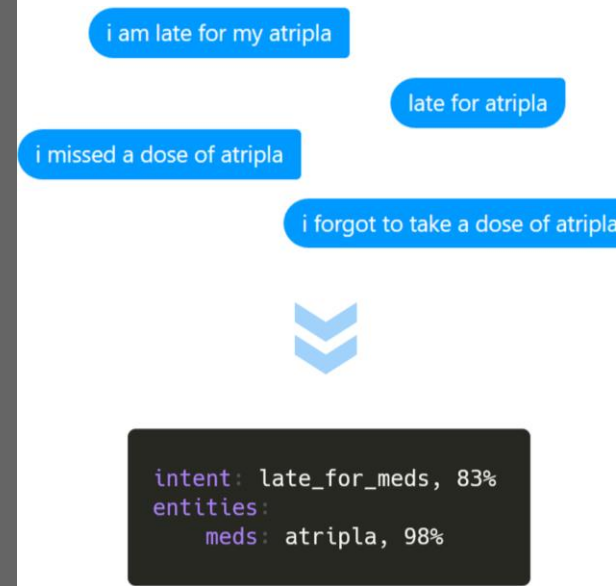 i am late for my atripla
late for atripla
i missed a dose of atripla
i forgot to take a dose of atripla
intent: late_for_meds, 83%
entities:
meds: atripla, 98%